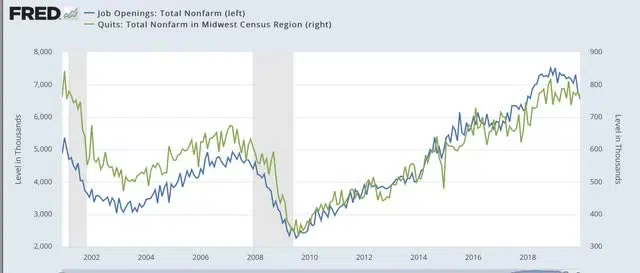 FRED
Job Openings: Total Nonfarm (left)
Quits: Total Nonfarm in Midwest Census Region (right)
8,000
7,000
6,000
5,000
4,000
3,000
2,000
Level in Thousands
900
800
700
600
500
400
300
Level in Thousands
2002 2004 2006 2008 2010 2012 2014 2016 2018